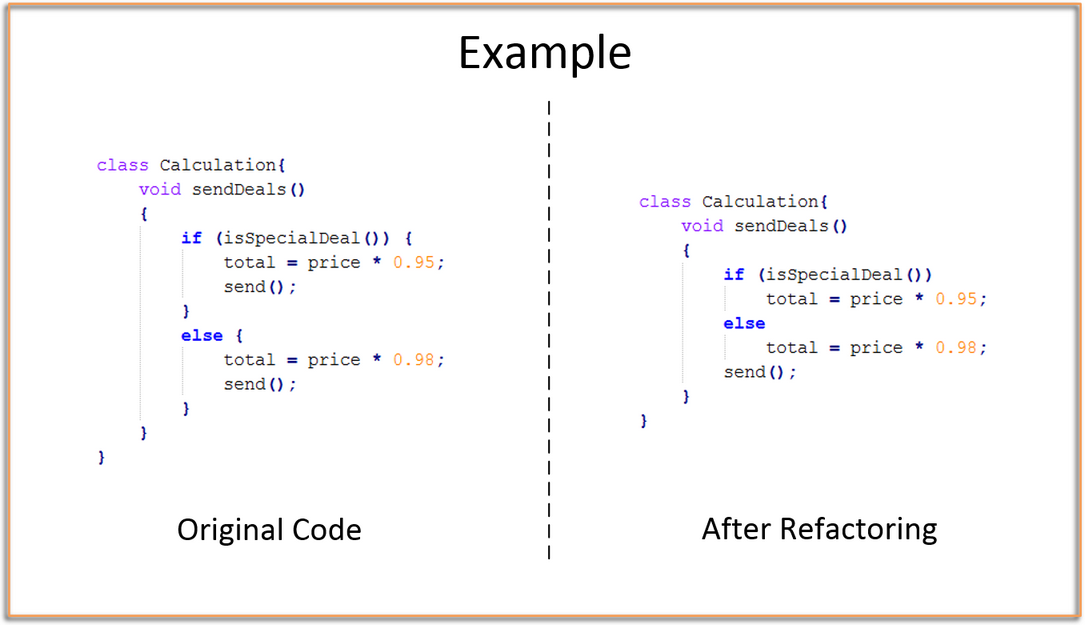 Example
class Calculation{
void sendDeals()
{
if (isSpecialDeal()) {
total = price * 0.95;
send();
}
else {
total = price * 0.98;
send();
}
}
}
Original Code
class Calculation{
void sendDeals()
{
if (isSpecialDeal())
total = price * 0.95;
else
total = price * 0.98;
send();
}
}
After Refactoring